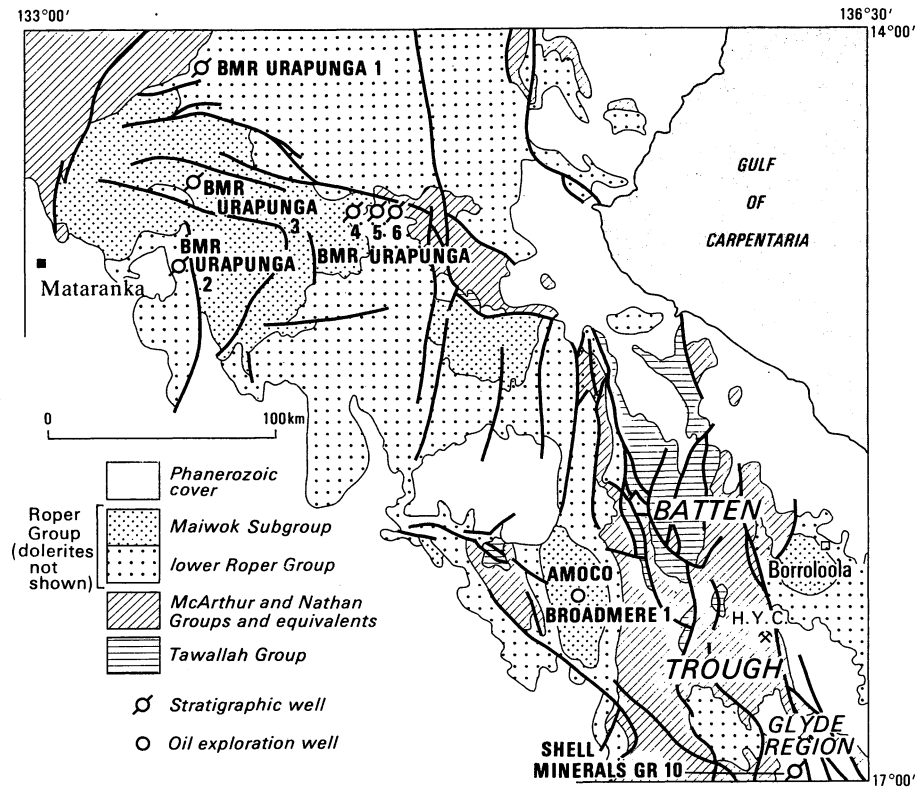 133°00'
136°30'
14°00'
BMR URAPUNGA 1
GULF
OF
CARPENTARIA
BMR
URAPUNGA
3
4 5 6
BMR URAPUNGA
BMR
URAPUNGA
2
Mataranka
0 100km
Phanerozoic
cover
Roper
Group
(dolerites
not
shown)
Maiwok Subgroup
lower Roper Group
McArthur and Nathan
Groups and equivalents
Tawallah Group
Stratigraphic well
Oil exploration well
BATTEN
Borroloola
AMOCO
BROADMERE 1
H.Y.C.
TROUGH
GLYDE
REGION
SHELL
MINERALS GR 10
17°00'